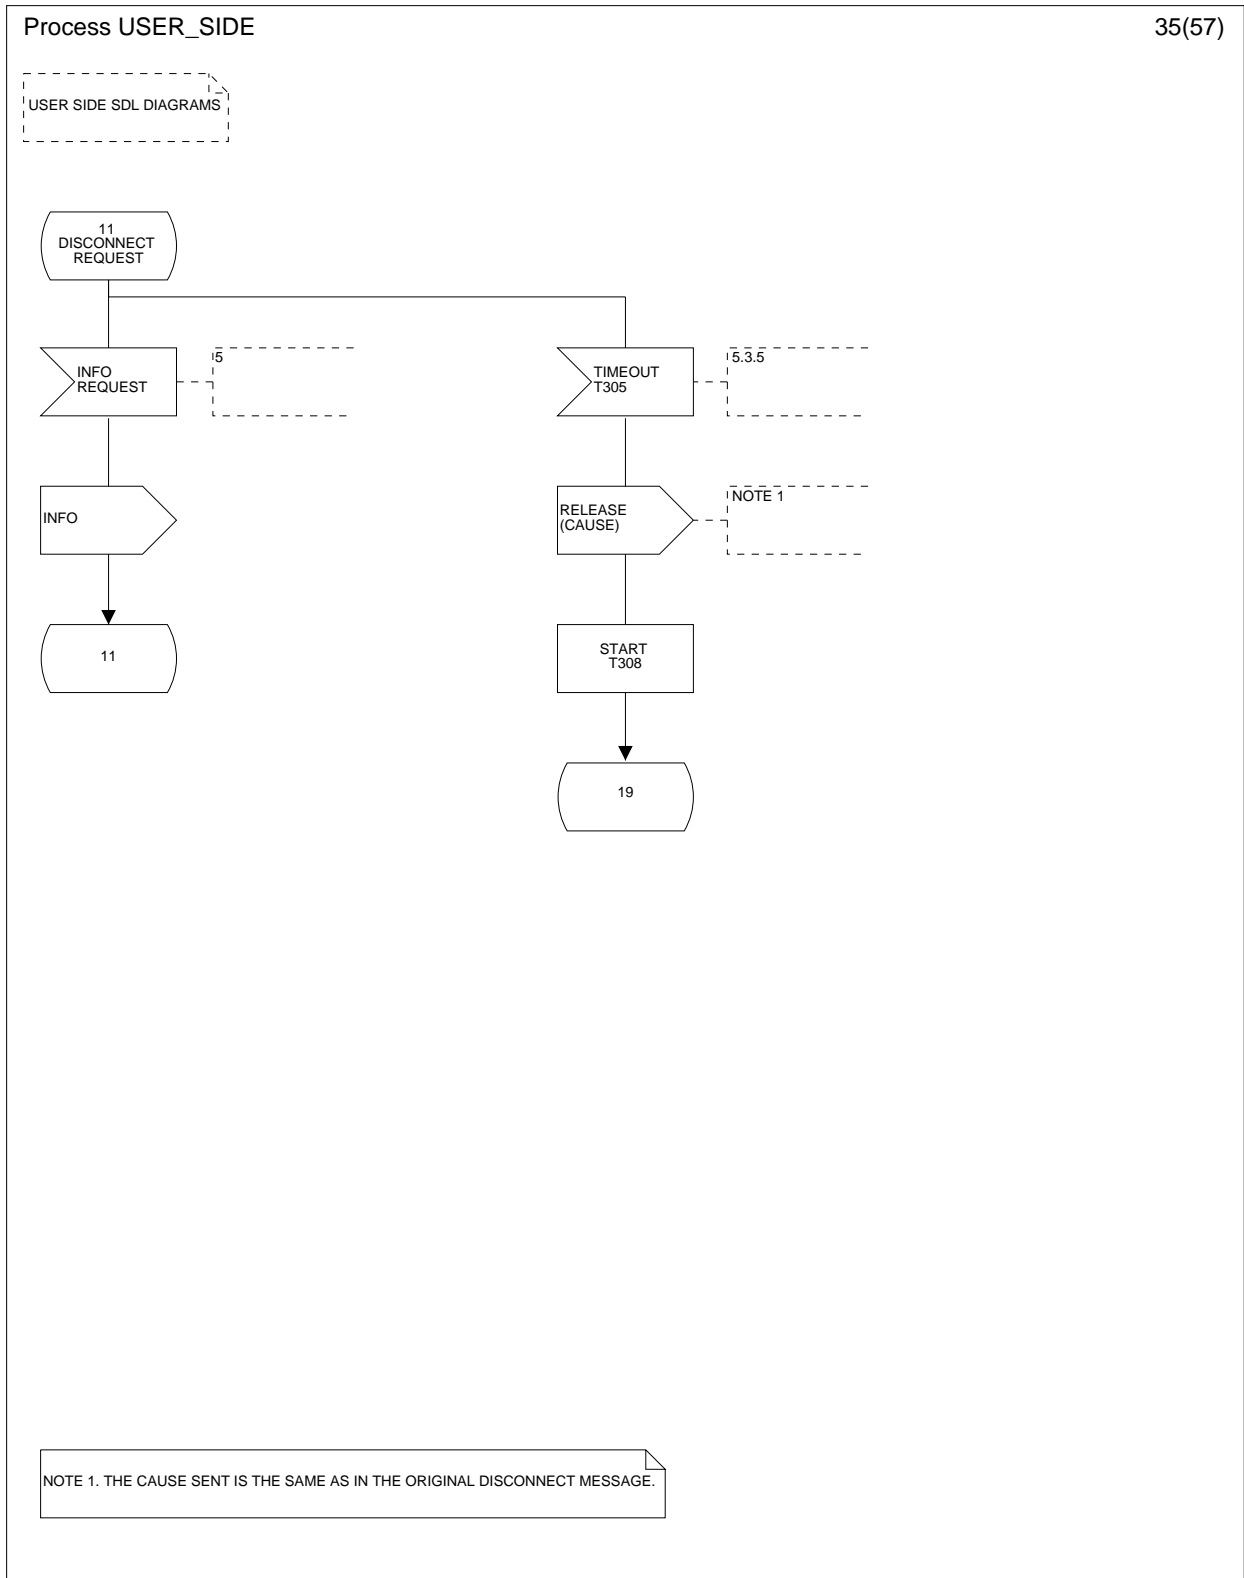 Process USER_SIDE
35(57)
USER SIDE SDL DIAGRAMS
11
DISCONNECT
REQUEST
INFO
REQUEST
5
TIMEOUT
T305
5.3.5
INFO
RELEASE
(CAUSE)
NOTE 1
11
START
T308
19
NOTE 1. THE CAUSE SENT IS THE SAME AS IN THE ORIGINAL DISCONNECT MESSAGE.